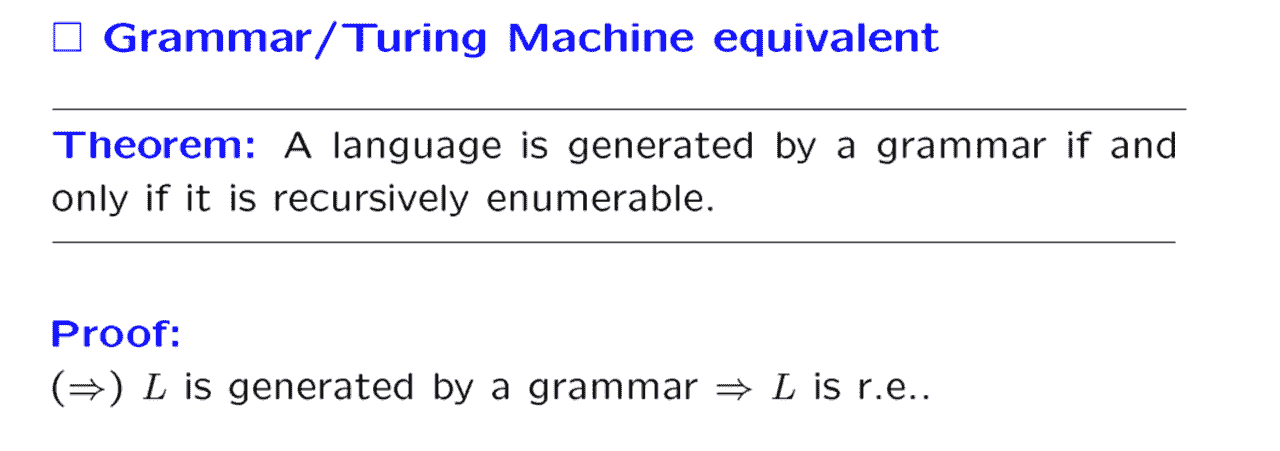 □ Grammar/Turing Machine equivalent
Theorem: A language is generated by a grammar if and
only if it is recursively enumerable.
Proof:
(⇒) L is generated by a grammar ⇒ L is r.e..